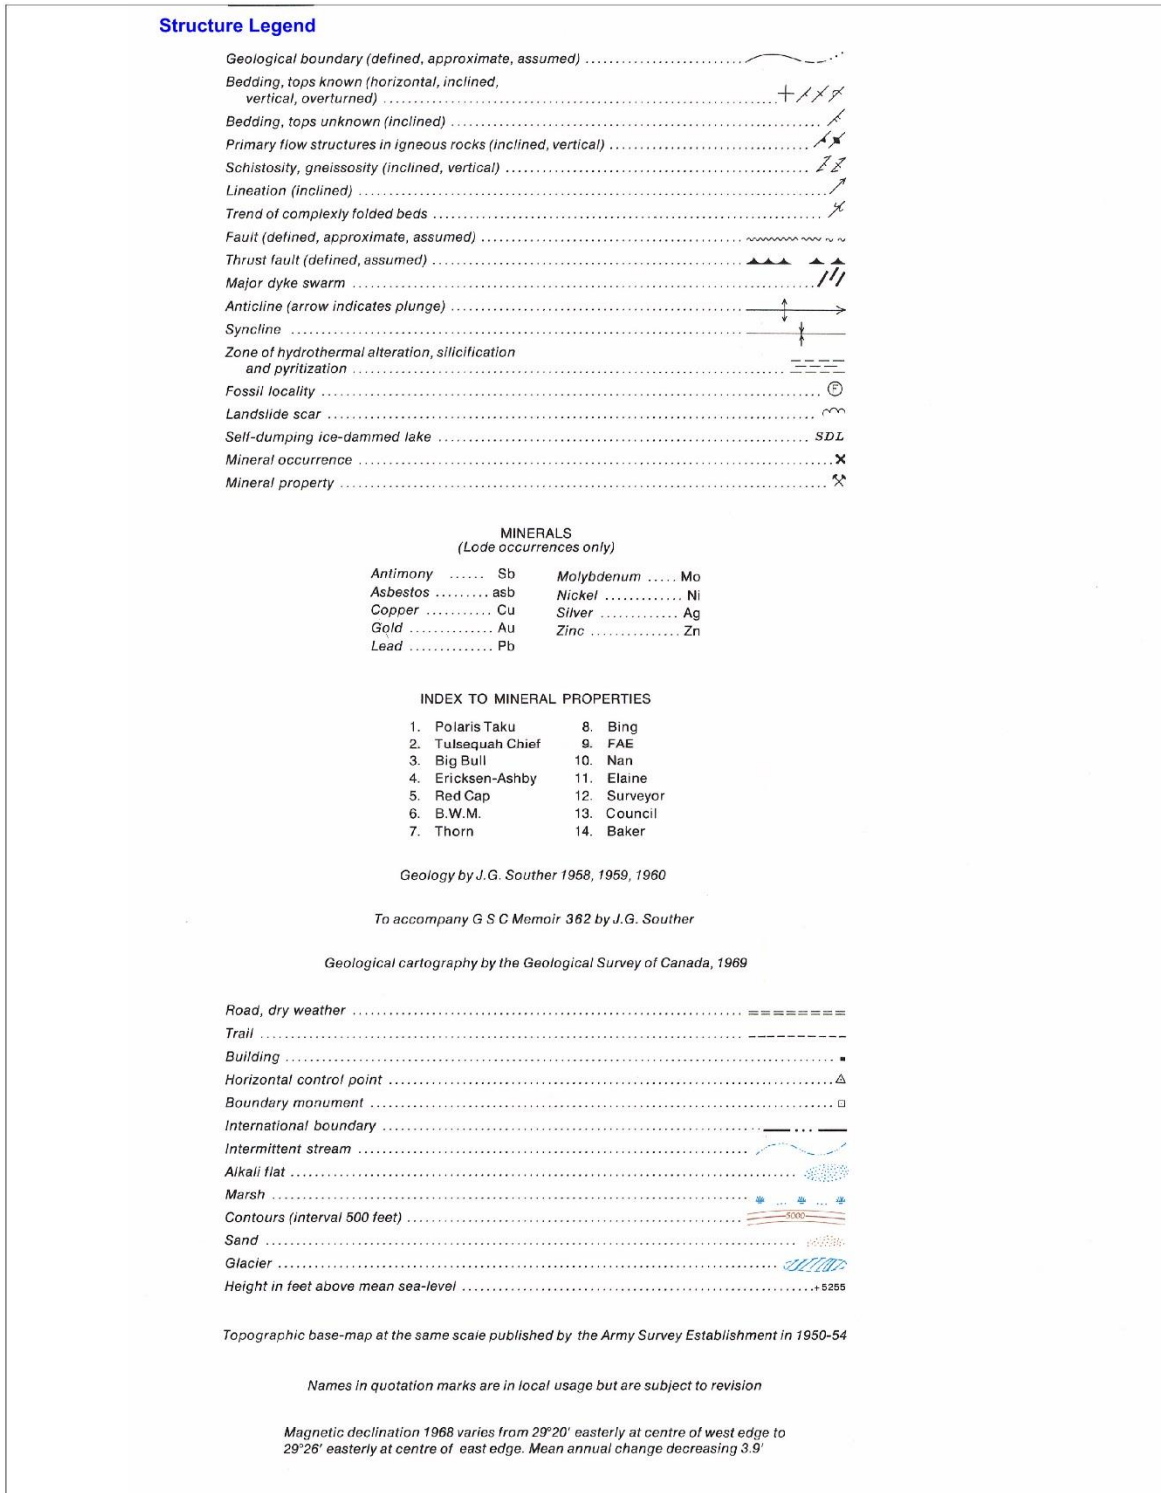 Structure Legend
Geological boundary (defined, approximate, assumed)
Bedding, tops known (horizontal, inclined,
vertical, overturned)
Bedding, tops unknown (inclined)
Primary flow structures in igneous rocks (inclined, vertical)
Schistosity, gneissosity (inclined, vertical)
Lineation (inclined)
Trend of complexly folded beds
Fault (defined, approximate, assumed)
Thrust fault (defined, assumed)
Major dyke swarm
Anticline (arrow indicates plunge)
Syncline
Zone of hydrothermal alteration, silicification
and pyritization
Fossil locality F
Landslide scar
Self-dumping ice-dammed lake SDL
Mineral occurrence
Mineral property
MINERALS
(Lode occurrences only)
Antimony ...... Sb
Asbestos ......... asb
Copper ........... Cu
Gold .............. Au
Lead .............. Pb
Molybdenum ..... Mo
Nickel ............. Ni
Silver ............. Ag
Zinc ............... Zn
INDEX TO MINERAL PROPERTIES
1. Polaris Taku
2. Tulsequah Chief
3. Big Bull
4. Ericksen-Ashby
5. Red Cap
6. B.W.M.
7. Thorn
8. Bing
9. FAE
10. Nan
11. Elaine
12. Surveyor
13. Council
14. Baker
Geology by J.G. Souther 1958, 1959, 1960
To accompany G S C Memoir 362 by J.G. Souther
Geological cartography by the Geological Survey of Canada, 1969
Road, dry weather
Trail
Building
Horizontal control point
Boundary monument
International boundary
Intermittent stream
Alkali flat
Marsh
Contours (interval 500 feet) 5000
Sand
Glacier
Height in feet above mean sea-level +5255
Topographic base-map at the same scale published by the Army Survey Establishment in 1950-54
Names in quotation marks are in local usage but are subject to revision
Magnetic declination 1968 varies from 29°20' easterly at centre of west edge to
29°26' easterly at centre of east edge. Mean annual change decreasing 3.9'